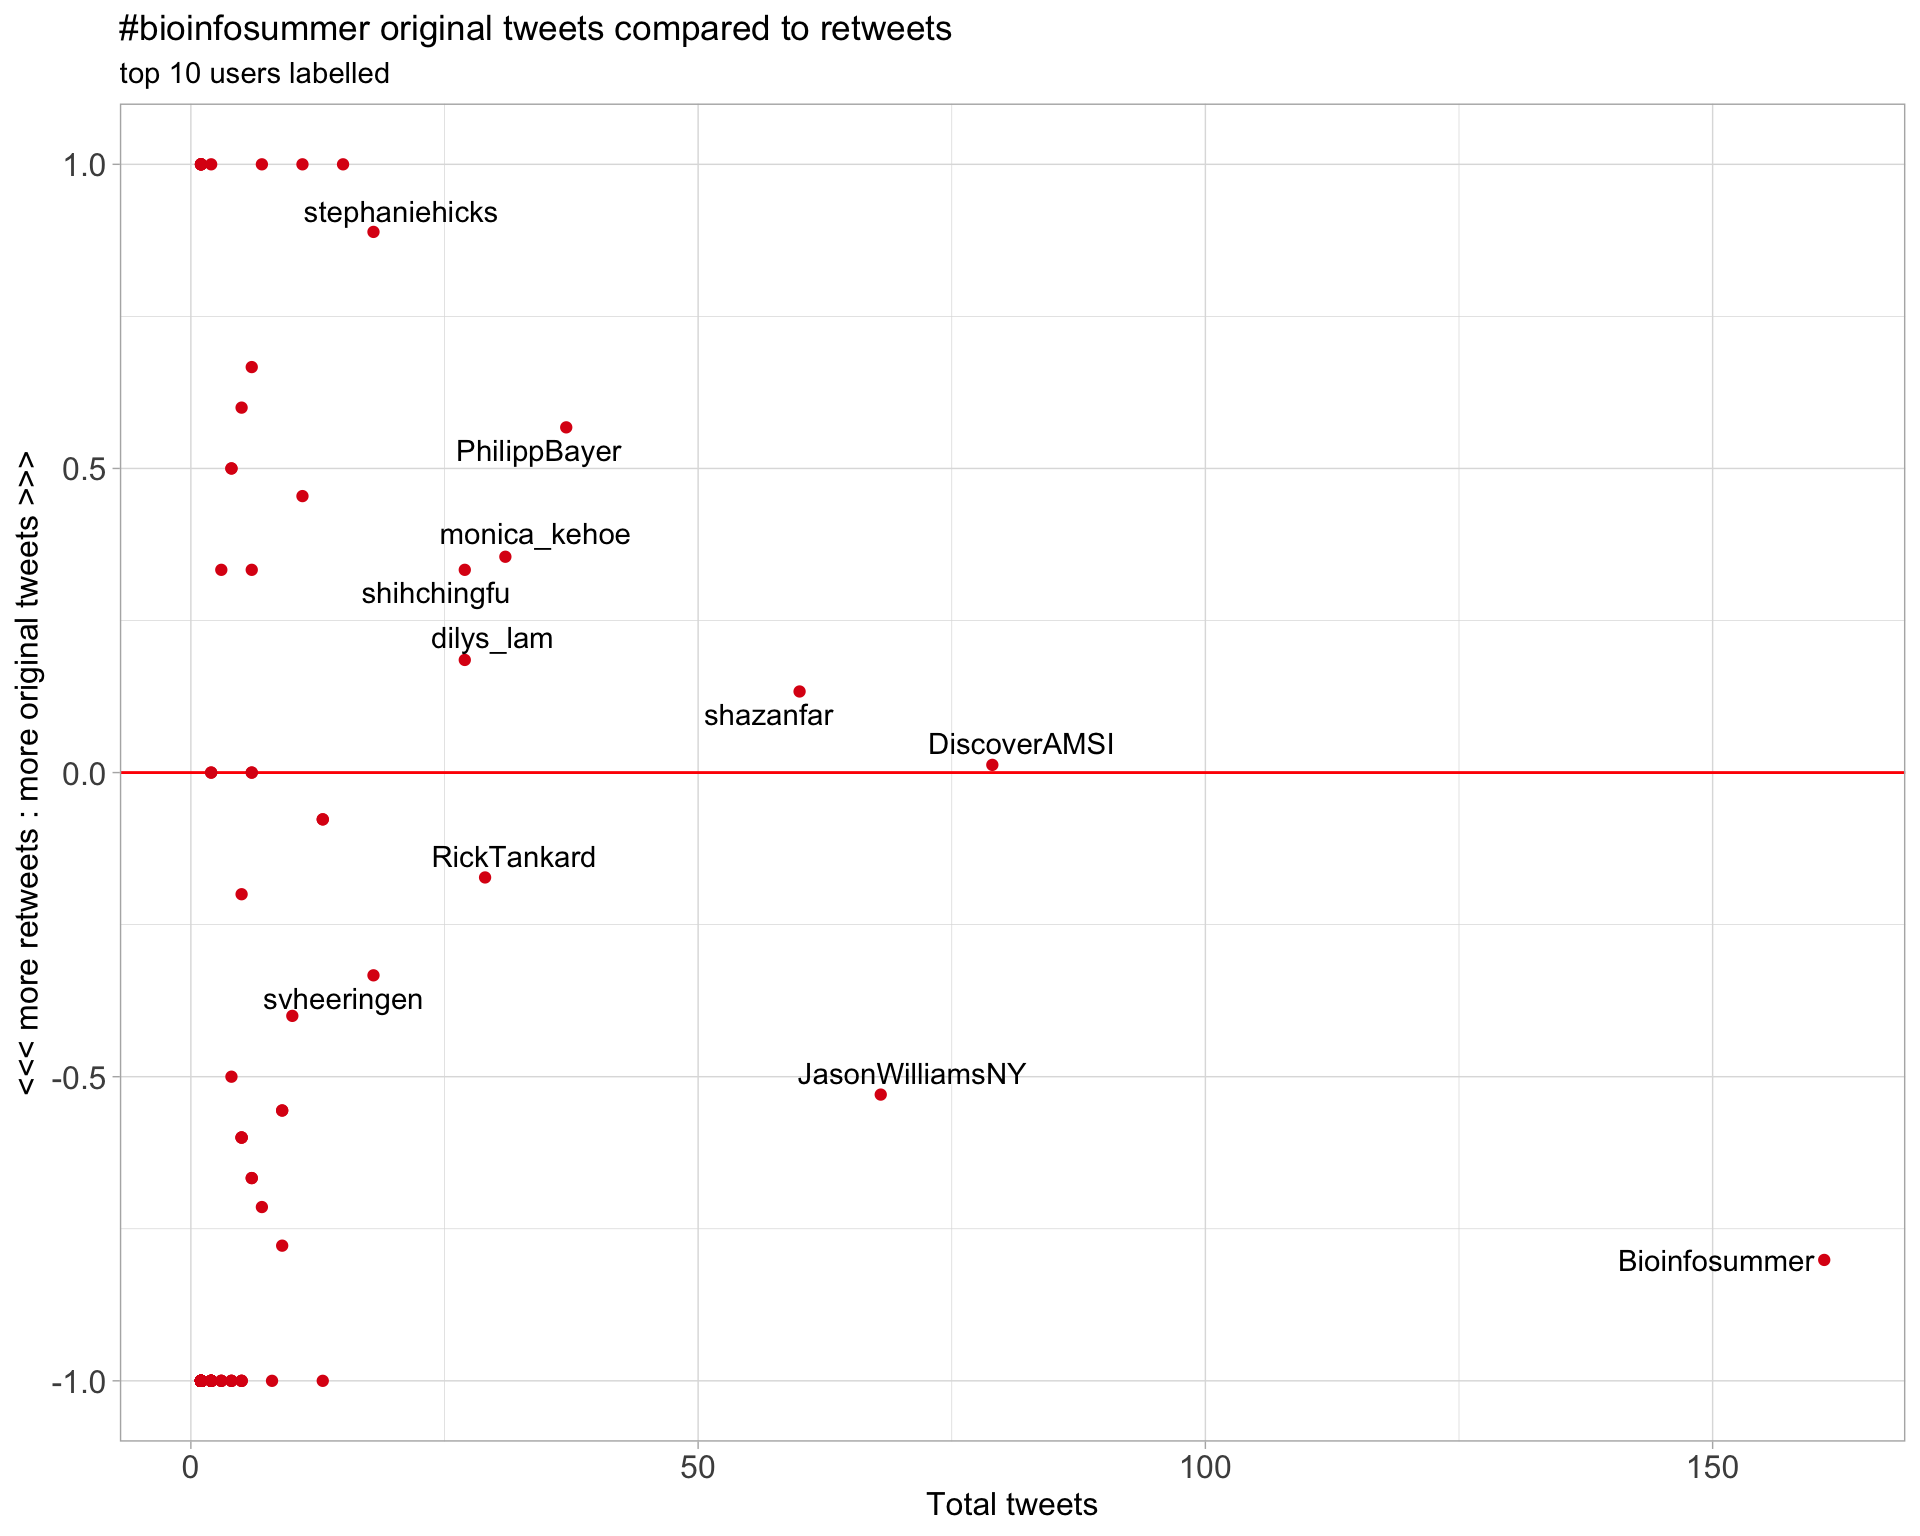 #bioinfosummer original tweets compared to retweets
top 10 users labelled
<<< more retweets : more original tweets >>>
1.0
0.5
0.0
-0.5
-1.0
stephaniehicks
PhilippBayer
monica_kehoe
shihchingfu
dilys_lam
shazanfar
DiscoverAMSI
RickTankard
svheeringen
JasonWilliamsNY
Bioinfosummer
0 50 100 150
Total tweets